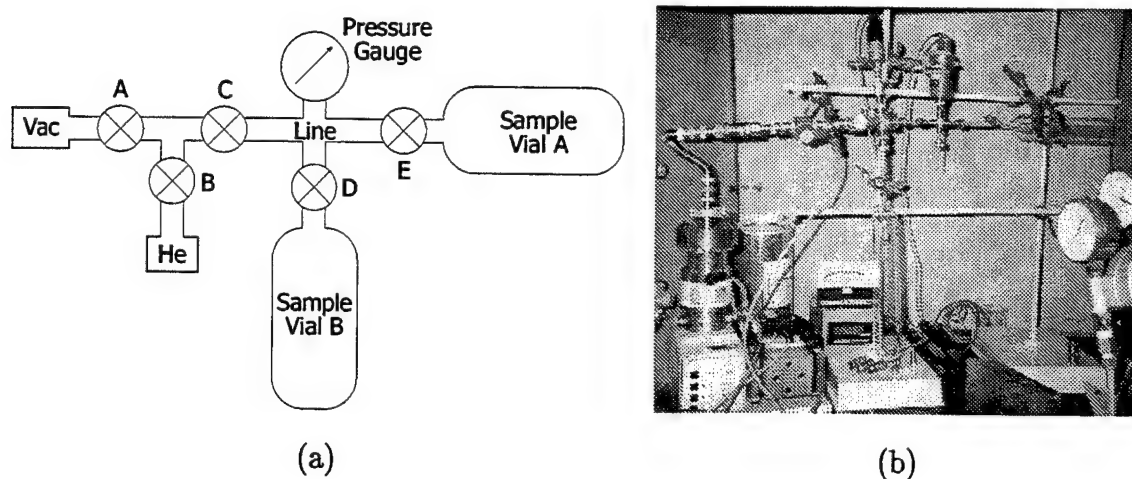 Pressure
Gauge
A
C
Vac
Line
Sample
Vial A
B
D
E
He
Sample
Vial B
(a)
(b)